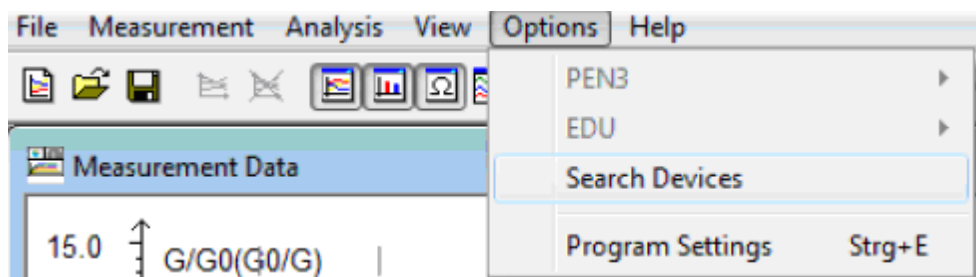 File Measurement Analysis View Options Help
PEN3
EDU
Search Devices
Program Settings Strg+E
Measurement Data
15.0 G/G0(G0/G)